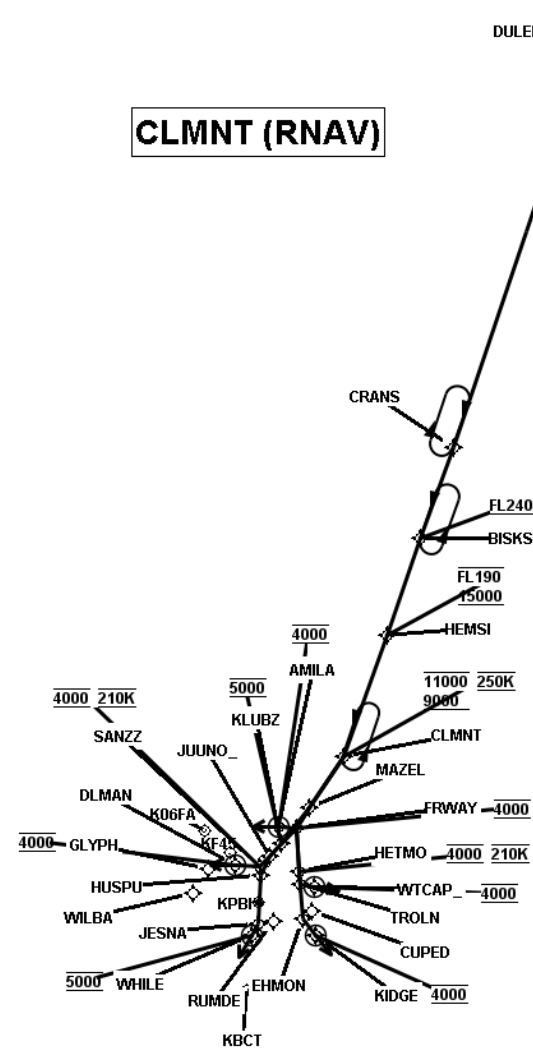 DULE
CLMNT (RNAV)
CRANS
FL240
BISKS
FL190
15000
HEMSI
4000
AMILA
11000 250K
9000
5000
KLUBZ
4000 210K
SANZZ
CLMNT
JUUNO_
MAZEL
DLMAN
K06FA
FRWAY 4000
4000 GLYPH
KF45
HETMO 4000 210K
HUSPU
WTCAP_ 4000
KPBI
WILBA
TROLN
JESNA
CUPED
5000 WHILE
EHMON
RUMDE
KIDGE 4000
KBCT